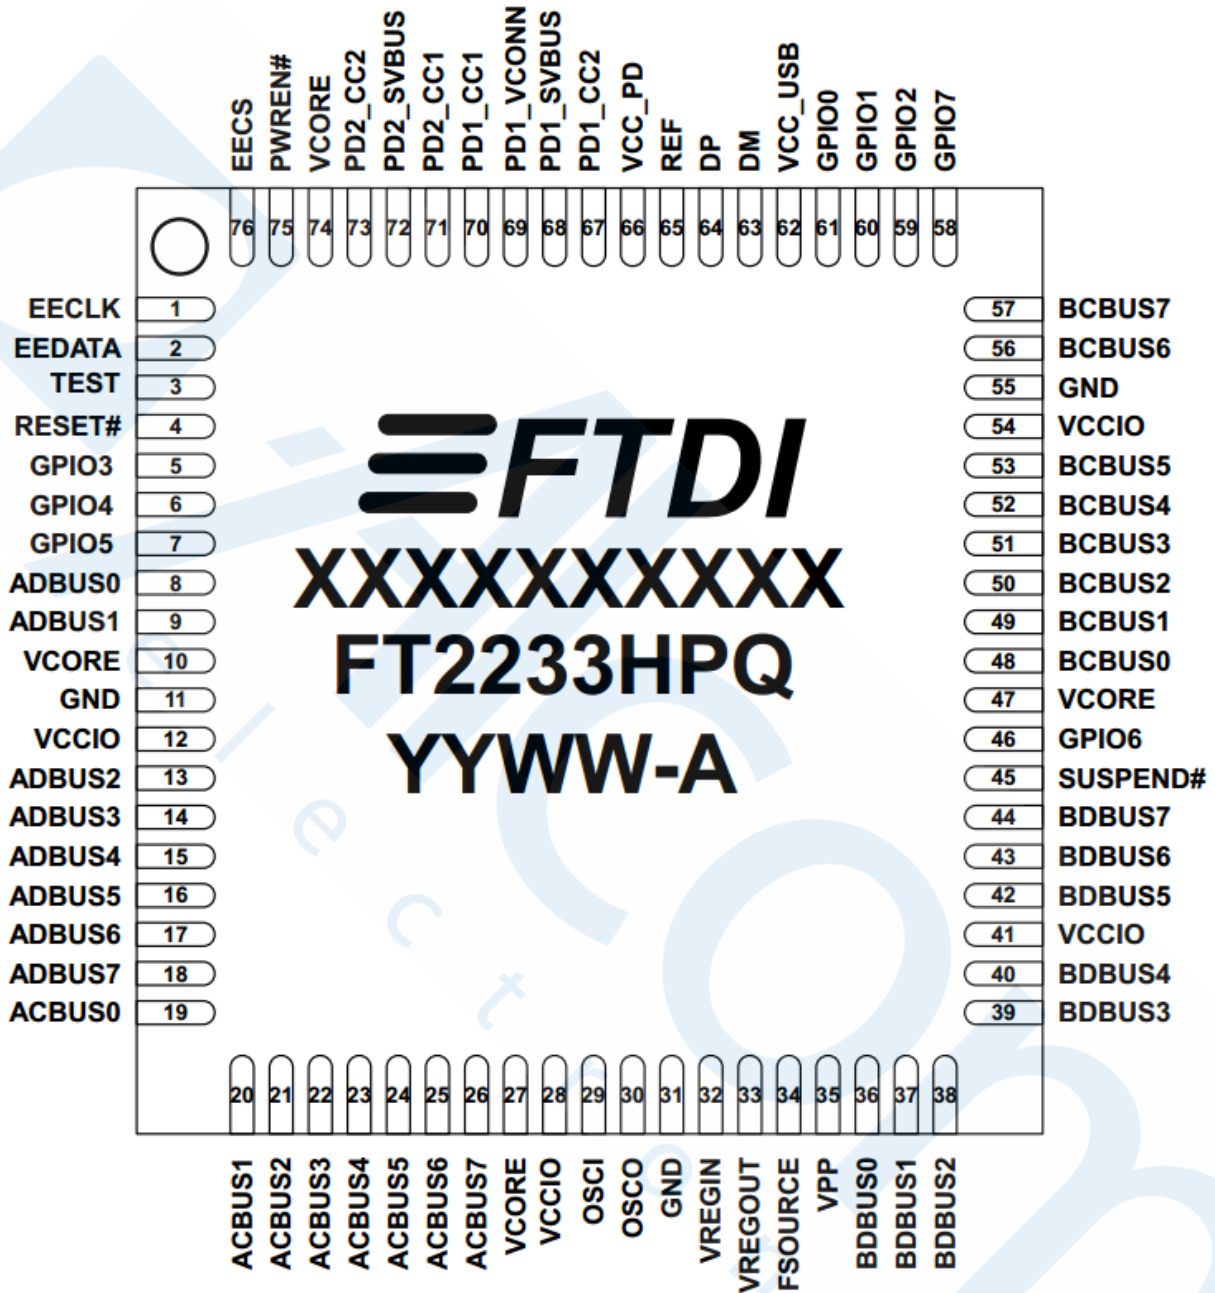 EECS PWREN# VCORE PD2_CC2 PD2_SVBUS PD2_CC1 PD1_CC1 PD1_VCONN PD1_SVBUS PD1_CC2 VCC_PD REF DP DM VCC_USB GPIO0 GPIO1 GPIO2 GPIO7
76 75 74 73 72 71 70 69 68 67 66 65 64 63 62 61 60 59 58
EECLK 1 57 BCBUS7
EEDATA 2 56 BCBUS6
TEST 3 55 GND
RESET# 4 54 VCCIO
GPIO3 5 53 BCBUS5
GPIO4 6 52 BCBUS4
GPIO5 7 51 BCBUS3
ADBUS0 8 50 BCBUS2
ADBUS1 9 49 BCBUS1
VCORE 10 48 BCBUS0
GND 11 47 VCORE
VCCIO 12 46 GPIO6
ADBUS2 13 45 SUSPEND#
ADBUS3 14 44 BDBUS7
ADBUS4 15 43 BDBUS6
ADBUS5 16 42 BDBUS5
ADBUS6 17 41 VCCIO
ADBUS7 18 40 BDBUS4
ACBUS0 19 39 BDBUS3
FTDI
XXXXXXXXXX
FT2233HPQ
YYWW-A
20 21 22 23 24 25 26 27 28 29 30 31 32 33 34 35 36 37 38
ACBUS1 ACBUS2 ACBUS3 ACBUS4 ACBUS5 ACBUS6 ACBUS7 VCORE VCCIO OSCI OSCO GND VREGIN VREGOUT FSOURCE VPP BDBUS0 BDBUS1 BDBUS2